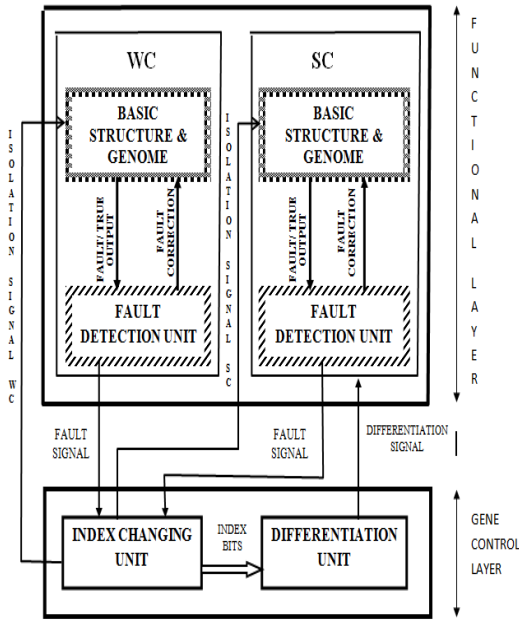 WC
SC
BASIC
STRUCTURE &
GENOME
BASIC
STRUCTURE &
GENOME
FAULT/ TRUE
OUTPUT
FAULT
CORRECTION
FAULT/ TRUE
OUTPUT
FAULT
CORRECTION
FAULT
DETECTION UNIT
FAULT
DETECTION UNIT
ISOLATION SIGNAL WC
ISOLATION SIGNAL SC
FUNCTIONAL LAYER
FAULT
SIGNAL
FAULT
SIGNAL
DIFFERENTIATION
SIGNAL
INDEX CHANGING
UNIT
INDEX
BITS
DIFFERENTIATION
UNIT
GENE
CONTROL
LAYER